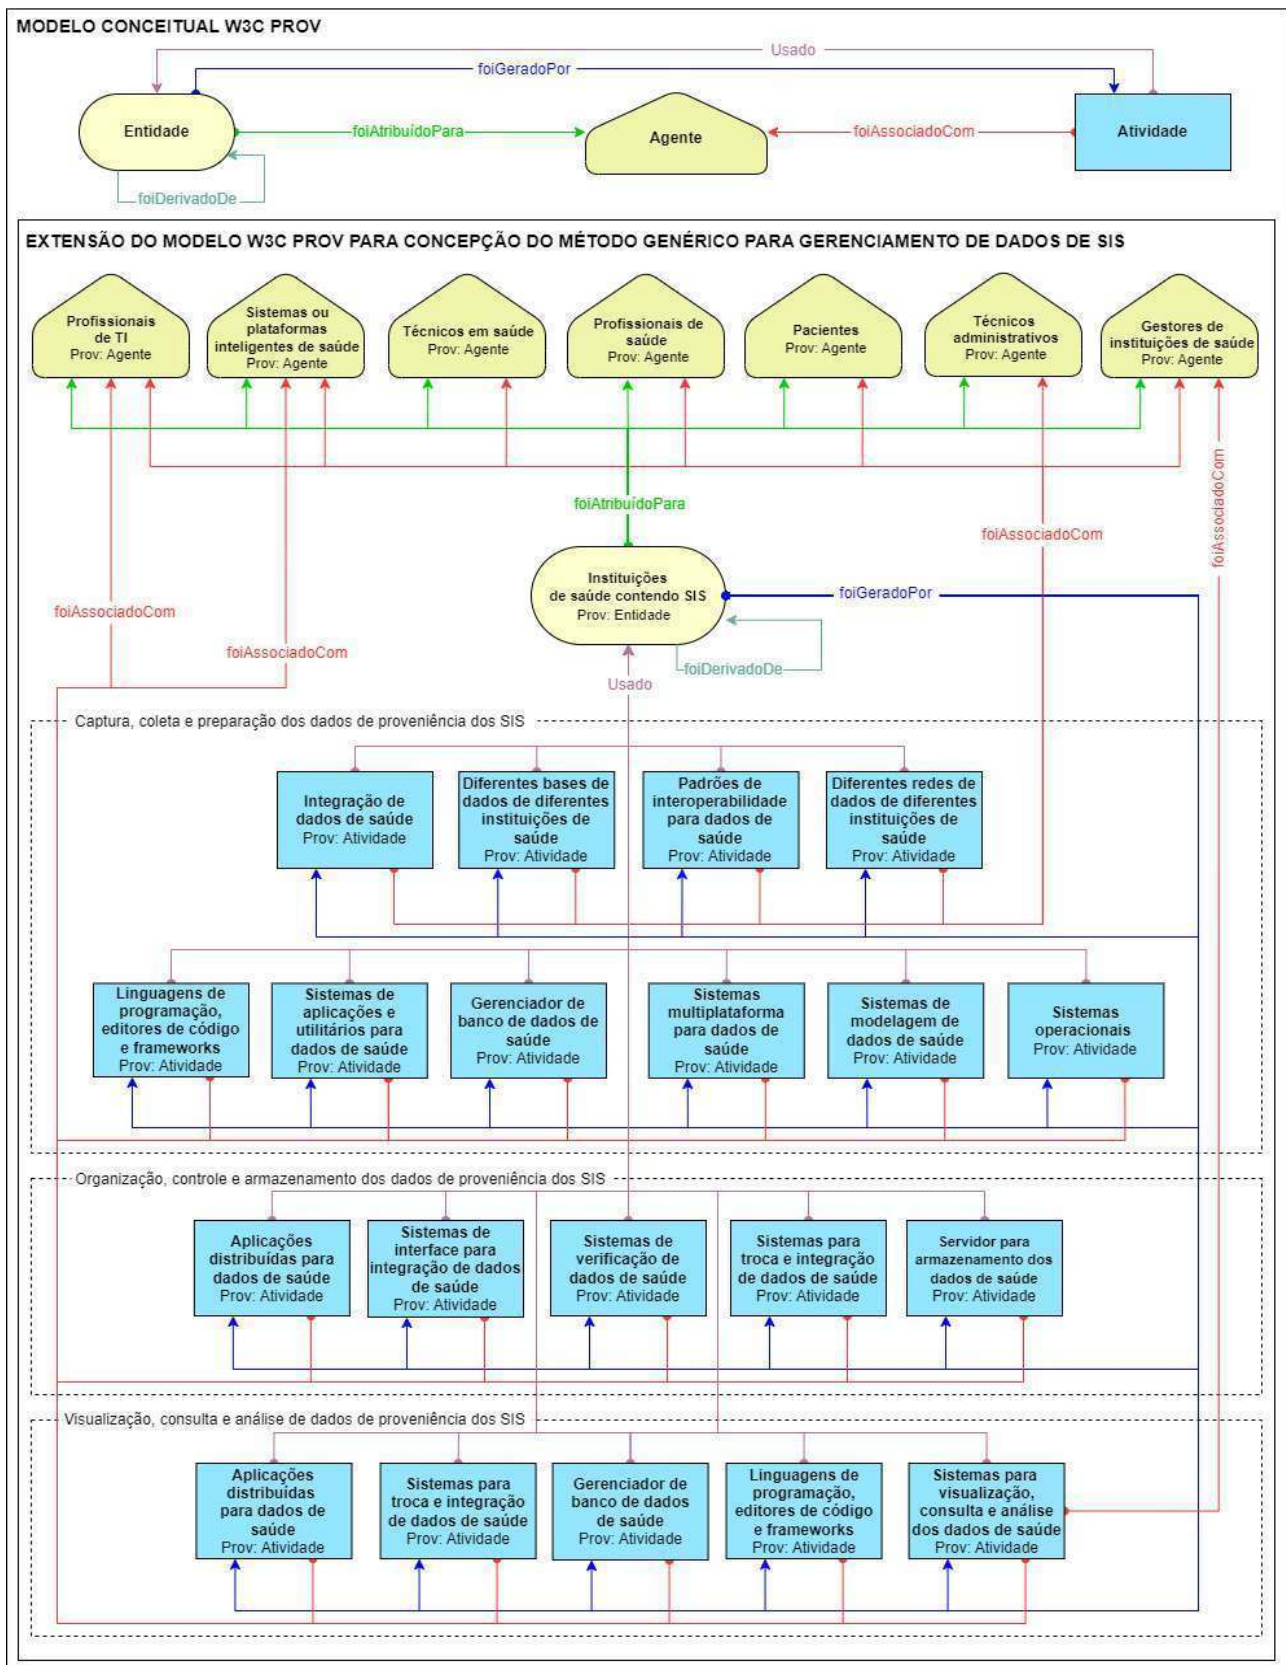 MODELO CONCEITUAL W3C PROV
Usado
foiGeradoPor
Entidade
foiAtribuídoPara
Agente
foiAssociadoCom
Atividade
foiDerivadoDe
EXTENSÃO DO MODELO W3C PROV PARA CONCEPÇÃO DO MÉTODO GENÉRICO PARA GERENCIAMENTO DE DADOS DE SIS
Profissionais
de TI
Prov: Agente
Sistemas ou
plataformas
inteligentes de saúde
Prov: Agente
Técnicos em saúde
Prov: Agente
Profissionais de
saúde
Prov: Agente
Pacientes
Prov: Agente
Técnicos
administrativos
Prov: Agente
Gestores de
instituições de saúde
Prov: Agente
foiAtribuídoPara
foiAssociadoCom
foiAssociadoCom
Instituições
de saúde contendo SIS
Prov: Entidade
foiGeradoPor
foiAssociadoCom
foiAssociadoCom
foiDerivadoDe
Usado
Captura, coleta e preparação dos dados de proveniência dos SIS
Integração de
dados de saúde
Prov: Atividade
Diferentes bases de
dados de diferentes
instituições de
saúde
Prov: Atividade
Padrões de
interoperabilidade
para dados de
saúde
Prov: Atividade
Diferentes redes de
dados de diferentes
instituições de
saúde
Prov: Atividade
Linguagens de
programação,
editores de código
e frameworks
Prov: Atividade
Sistemas de
aplicações e
utilitários para
dados de saúde
Prov: Atividade
Gerenciador de
banco de dados de
saúde
Prov: Atividade
Sistemas
multiplataforma
para dados de
saúde
Prov: Atividade
Sistemas de
modelagem de
dados de saúde
Prov: Atividade
Sistemas
operacionais
Prov: Atividade
Organização, controle e armazenamento dos dados de proveniência dos SIS
Aplicações
distribuídas para
dados de saúde
Prov: Atividade
Sistemas de
interface para
integração de dados
de saúde
Prov: Atividade
Sistemas de
verificação de
dados de saúde
Prov: Atividade
Sistemas para
troca e integração
de dados de saúde
Prov: Atividade
Servidor para
armazenamento dos
dados de saúde
Prov: Atividade
Visualização, consulta e análise de dados de proveniência dos SIS
Aplicações
distribuídas
para dados de
saúde
Prov: Atividade
Sistemas para
troca e integração
de dados de saúde
Prov: Atividade
Gerenciador de
banco de dados
de saúde
Prov: Atividade
Linguagens de
programação,
editores de código
e frameworks
Prov: Atividade
Sistemas para
visualização,
consulta e análise
dos dados de saúde
Prov: Atividade